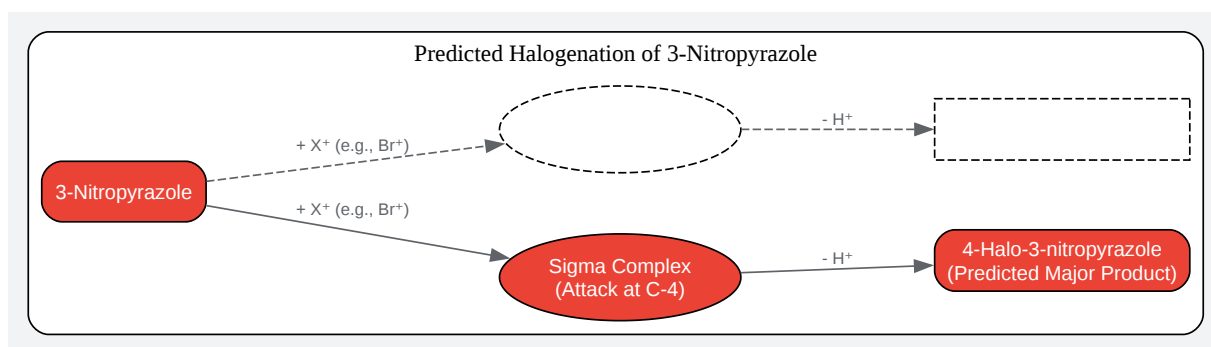 Predicted Halogenation of 3-Nitropyrazole
+ X⁺ (e.g., Br⁺)
- H⁺
3-Nitropyrazole
+ X⁺ (e.g., Br⁺)
Sigma Complex
(Attack at C-4)
- H⁺
4-Halo-3-nitropyrazole
(Predicted Major Product)